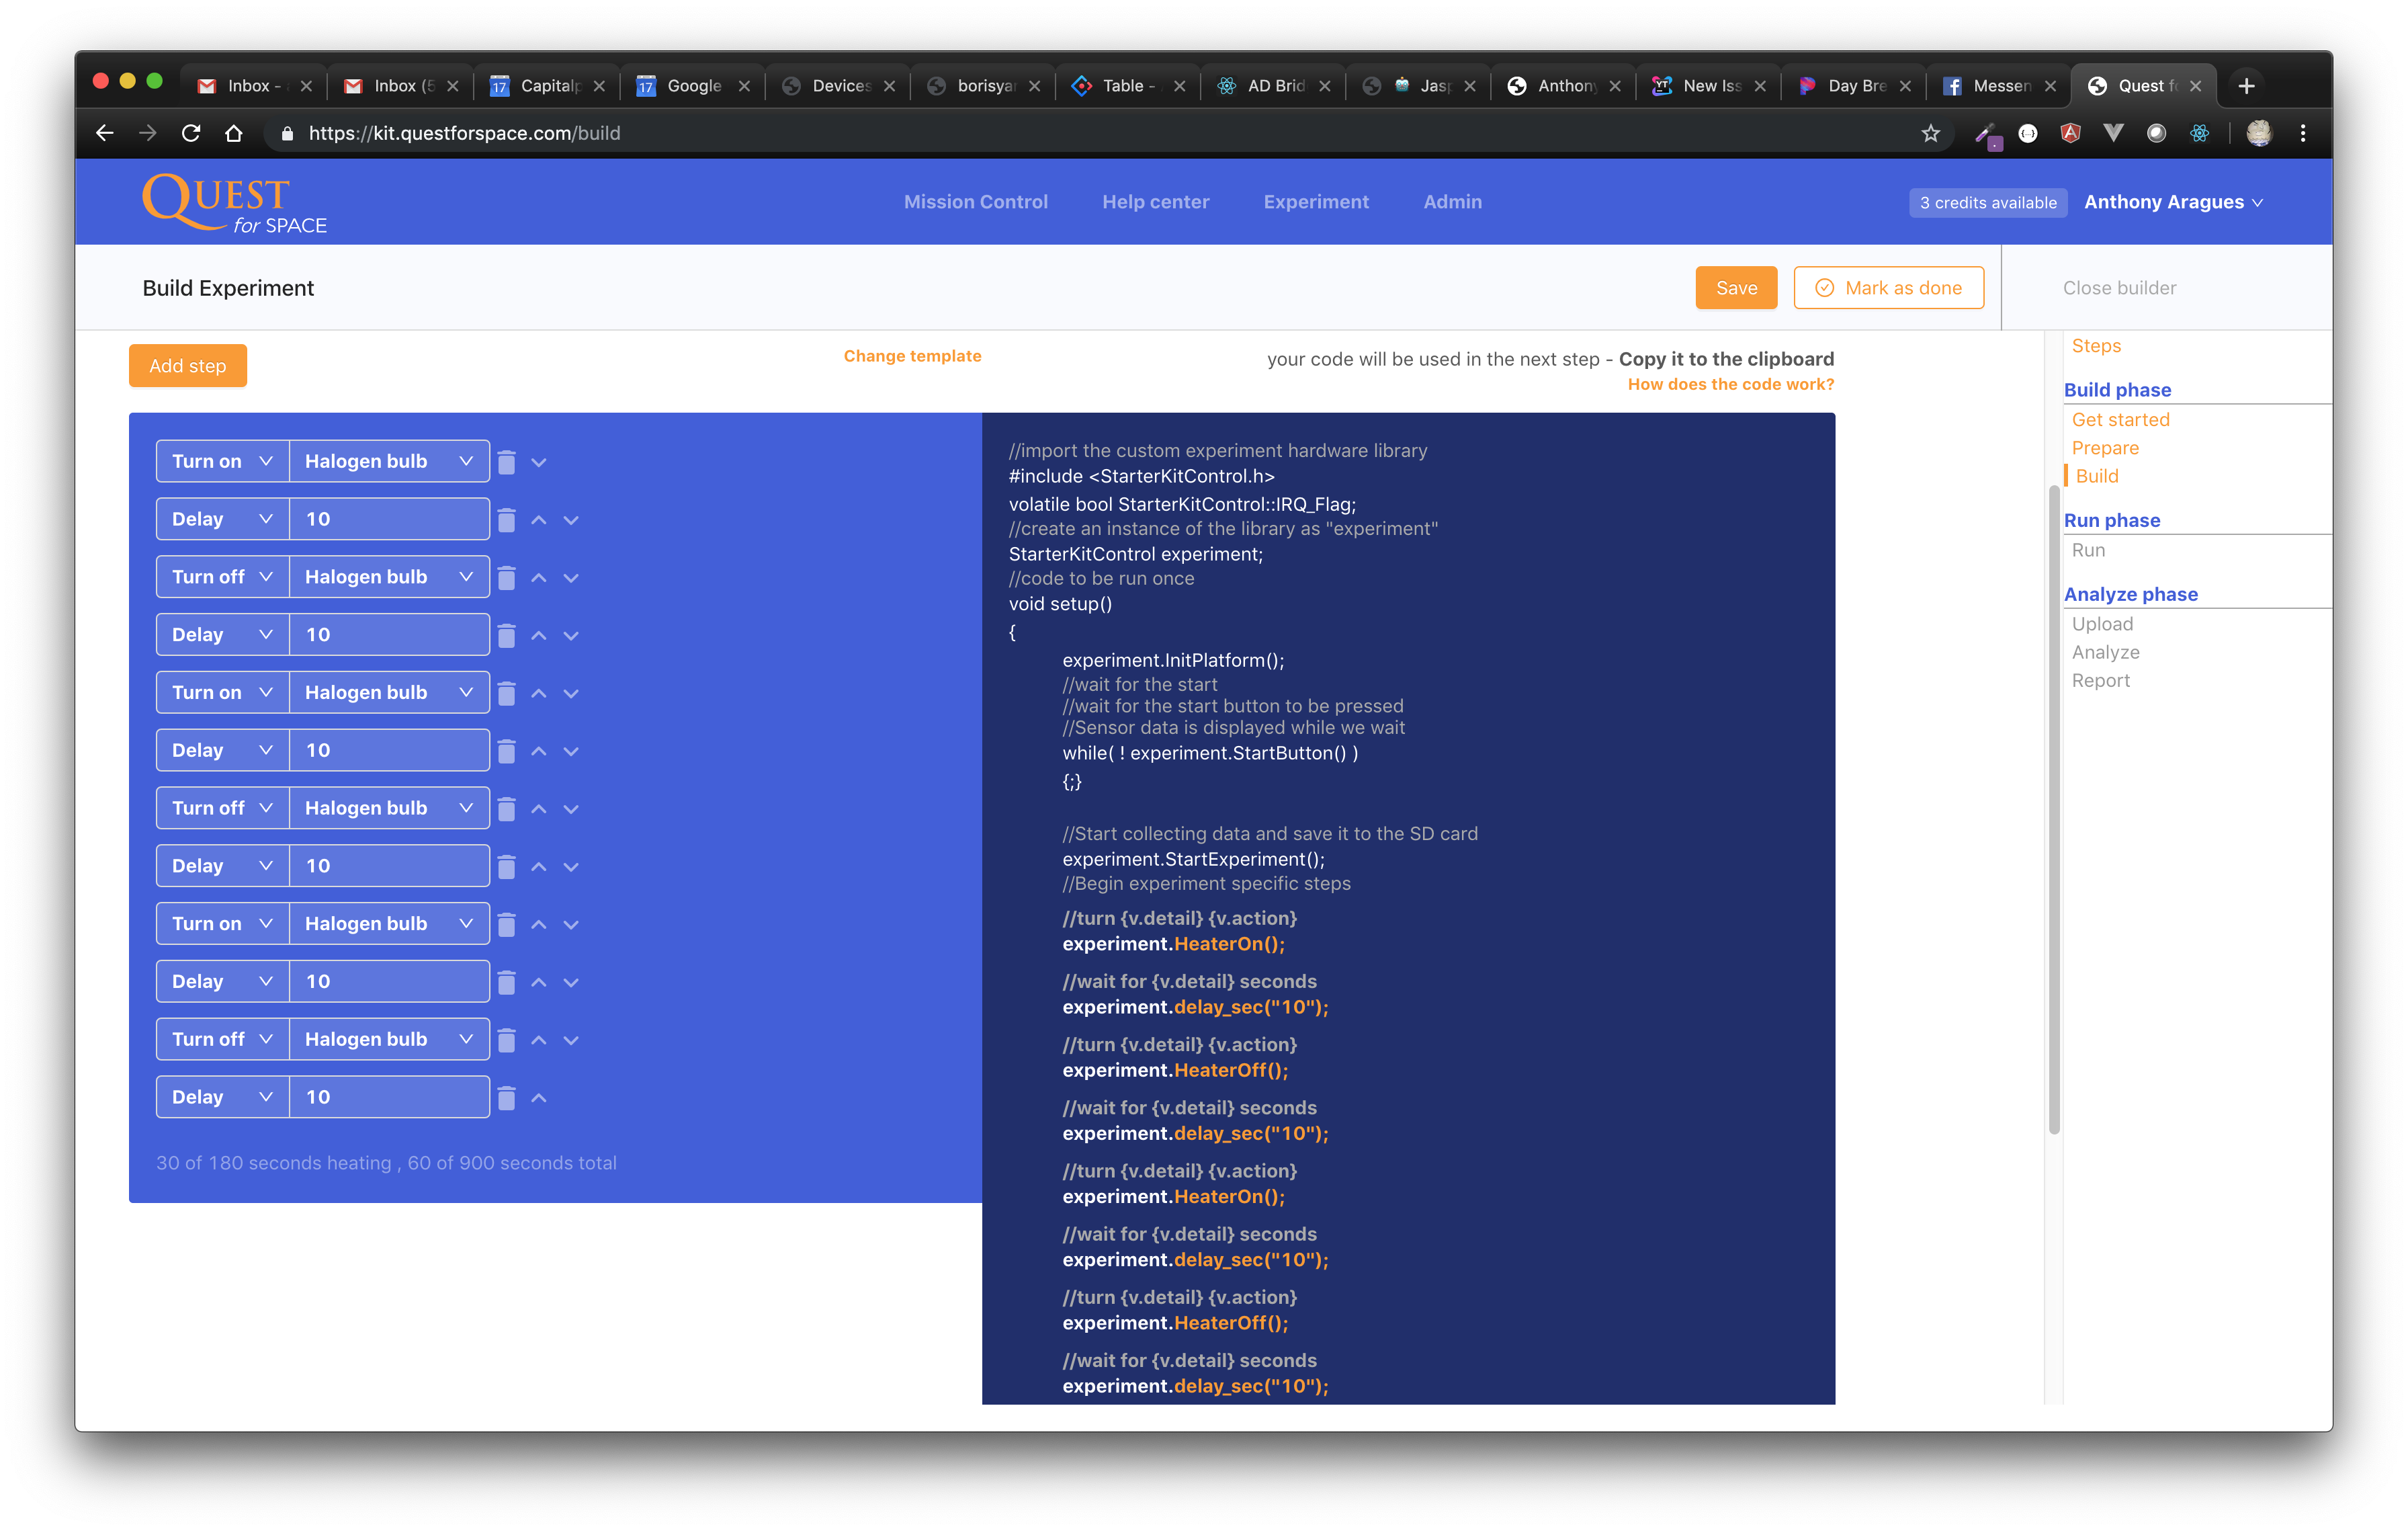 Inbox -
Inbox (5
Capitalp
Google
Devices
borisyar
Table -
AD Brid
Jasp
Anthony
New Iss
Day Bre
Messen
Quest fo
https://kit.questforspace.com/build
QUEST
for SPACE
Mission Control
Help center
Experiment
Admin
3 credits available
Anthony Aragues
Build Experiment
Save
Mark as done
Close builder
Add step
Change template
your code will be used in the next step - Copy it to the clipboard
How does the code work?
Turn on Halogen bulb
Delay 10
Turn off Halogen bulb
Delay 10
Turn on Halogen bulb
Delay 10
Turn off Halogen bulb
Delay 10
Turn on Halogen bulb
Delay 10
Turn off Halogen bulb
Delay 10
30 of 180 seconds heating , 60 of 900 seconds total
//import the custom experiment hardware library
#include <StarterKitControl.h>
volatile bool StarterKitControl::IRQ_Flag;
//create an instance of the library as "experiment"
StarterKitControl experiment;
//code to be run once
void setup()
{
experiment.InitPlatform();
//wait for the start
//wait for the start button to be pressed
//Sensor data is displayed while we wait
while( ! experiment.StartButton() )
{;}
//Start collecting data and save it to the SD card
experiment.StartExperiment();
//Begin experiment specific steps
//turn {v.detail} {v.action}
experiment.HeaterOn();
//wait for {v.detail} seconds
experiment.delay_sec("10");
//turn {v.detail} {v.action}
experiment.HeaterOff();
//wait for {v.detail} seconds
experiment.delay_sec("10");
//turn {v.detail} {v.action}
experiment.HeaterOn();
//wait for {v.detail} seconds
experiment.delay_sec("10");
//turn {v.detail} {v.action}
experiment.HeaterOff();
//wait for {v.detail} seconds
experiment.delay_sec("10");
Steps
Build phase
Get started
Prepare
Build
Run phase
Run
Analyze phase
Upload
Analyze
Report